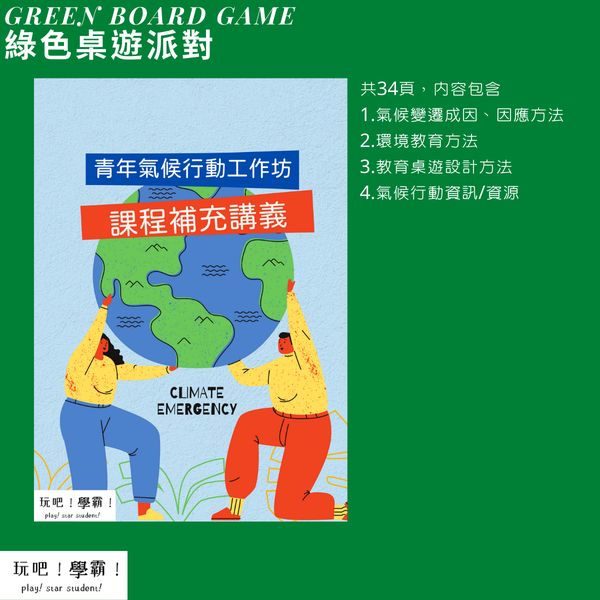 GREEN BOARD GAME
綠色桌遊派對
共34頁，內容包含
1.氣候變遷成因、因應方法
2.環境教育方法
3.教育桌遊設計方法
4.氣候行動資訊/資源
青年氣候行動工作坊
課程補充講義
CLIMATE
EMERGENCY
玩吧！學霸！
play! star student!
玩吧！學霸！
play! star student!